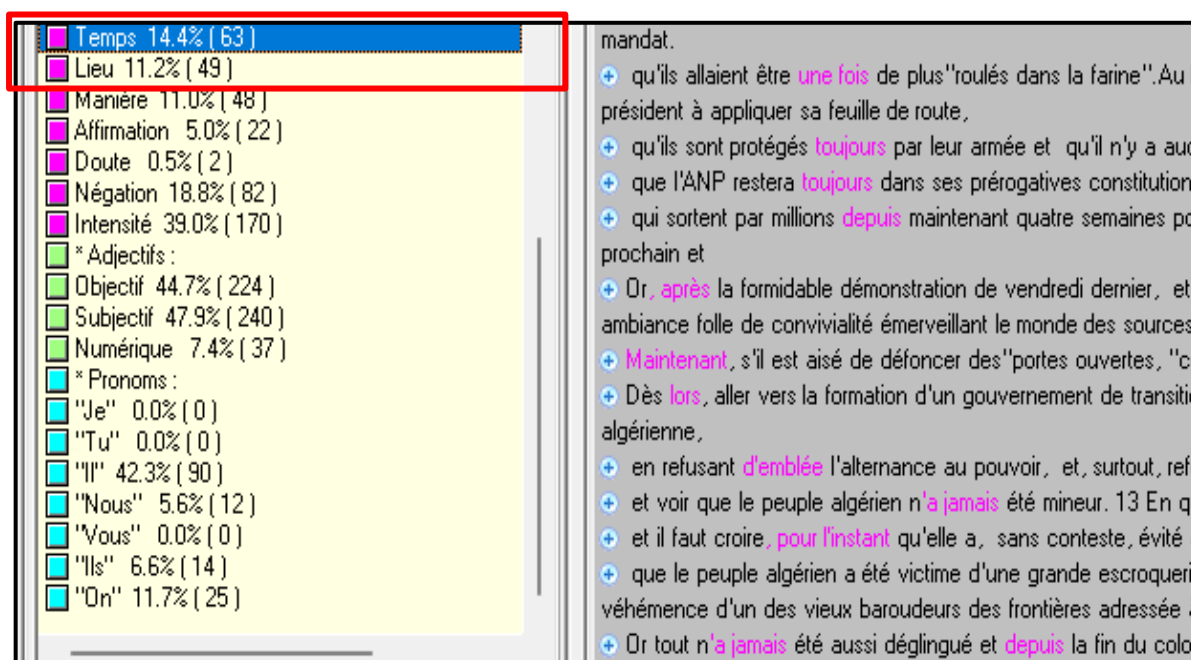 Temps 14.4% ( 63 )
Lieu 11.2% ( 49 )
Manière 11.0% ( 48 )
Affirmation 5.0% ( 22 )
Doute 0.5% ( 2 )
Négation 18.8% ( 82 )
Intensité 39.0% ( 170 )
* Adjectifs :
Objectif 44.7% ( 224 )
Subjectif 47.9% ( 240 )
Numérique 7.4% ( 37 )
* Pronoms :
"Je" 0.0% ( 0 )
"Tu" 0.0% ( 0 )
"Il" 42.3% ( 90 )
"Nous" 5.6% ( 12 )
"Vous" 0.0% ( 0 )
"Ils" 6.6% ( 14 )
"On" 11.7% ( 25 )
mandat.
qu'ils allaient être une fois de plus"roulés dans la farine".Au
président à appliquer sa feuille de route,
qu'ils sont protégés toujours par leur armée et qu'il n'y a
que l'ANP restera toujours dans ses prérogatives
qui sortent par millions depuis maintenant quatre semaines
prochain et
Or, après la formidable démonstration de vendredi dernier, et
ambiance folle de convivialité émerveillant le monde des sources
Maintenant, s'il est aisé de défoncer des"portes ouvertes, "c
Dès lors, aller vers la formation d'un gouvernement de
algérienne,
en refusant d'emblée l'alternance au pouvoir, et, surtout,
et voir que le peuple algérien n'a jamais été mineur. 13 En
et il faut croire, pour l'instant qu'elle a, sans conteste, évité
que le peuple algérien a été victime d'une grande
véhémence d'un des vieux baroudeurs des frontières adressée
Or tout n'a jamais été aussi déglingué et depuis la fin du